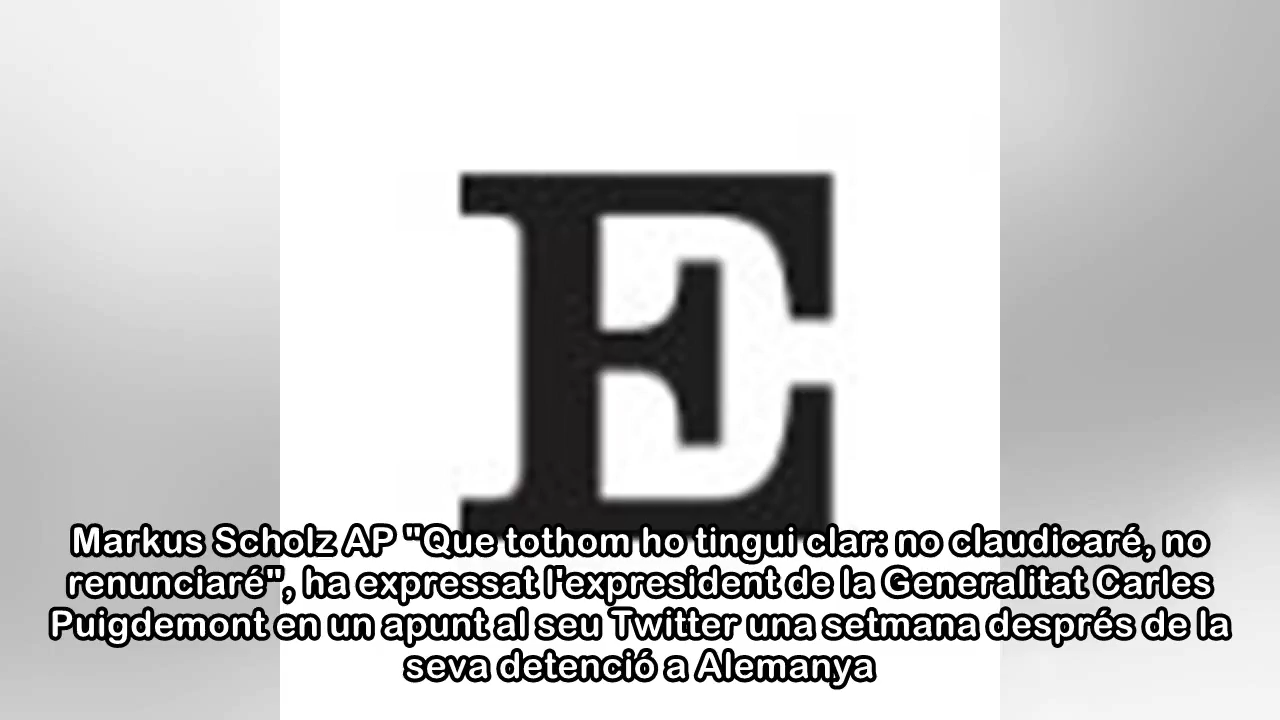 E
Markus Scholz AP "Que tothom ho tingui clar: no claudicaré, no
renunciaré", ha expressat l'expresident de la Generalitat Carles
Puigdemont en un apunt al seu Twitter una setmana després de la
seva detenció a Alemanya